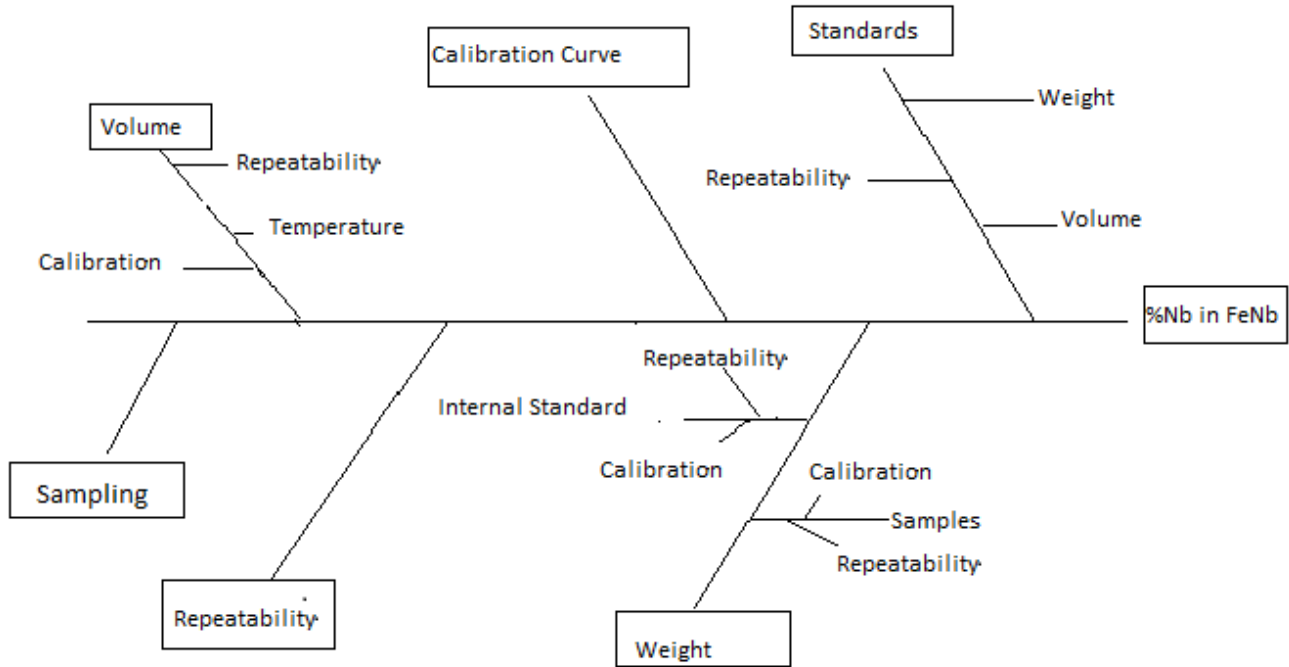 Standards
Calibration Curve
Weight
Volume
Repeatability
Repeatability
Volume
Temperature
Calibration
%Nb in FeNb
Repeatability
Internal Standard
Calibration
Calibration
Sampling
Samples
Repeatability
Repeatability
Weight